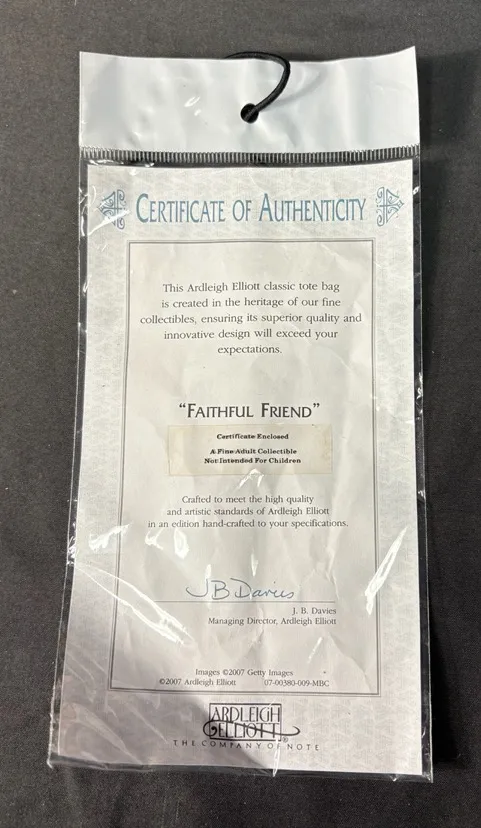 CERTIFICATE OF AUTHENTICITY
This Ardleigh Elliott classic tote bag
is created in the heritage of our fine
collectibles, ensuring its superior quality and
innovative design will exceed your
expectations.
"FAITHFUL FRIEND"
Certificate Enclosed
A Fine Adult Collectible
Not Intended For Children
Crafted to meet the high quality
and artistic standards of Ardleigh Elliott
in an edition hand-crafted to your specifications.
JB Davies
J. B. Davies
Managing Director, Ardleigh Elliott
Images ©2007 Getty Images
©2007 Ardleigh Elliott 07-00380-009-MBC
ARDLEIGH
ELLIOTT®
THE COMPANY OF NOTE